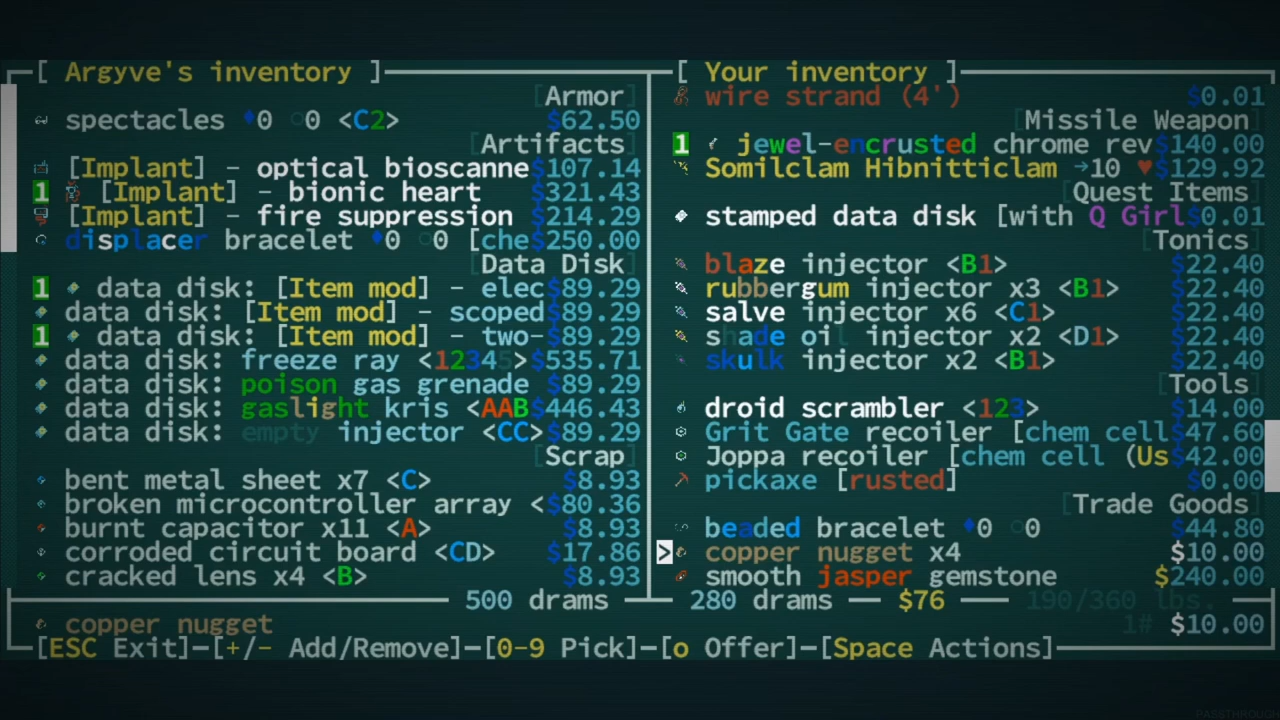 [ Argyve's inventory ]
[Armor]
spectacles ♦0 ○0 <C2> $62.50
[Artifacts]
[Implant] - optical bioscanne$107.14
1 [Implant] - bionic heart $321.43
[Implant] - fire suppression $214.29
displacer bracelet ♦0 ○0 [che$250.00
[Data Disk]
1 data disk: [Item mod] - elec$89.29
data disk: [Item mod] - scoped$89.29
1 data disk: [Item mod] - two-$89.29
data disk: freeze ray <12345>$535.71
data disk: poison gas grenade $89.29
data disk: gaslight kris <AAB$446.43
data disk: empty injector <CC>$89.29
[Scrap]
bent metal sheet x7 <C> $8.93
broken microcontroller array <$80.36
burnt capacitor x11 <A> $8.93
corroded circuit board <CD> $17.86
cracked lens x4 <B> $8.93
500 drams
[ Your inventory ]
wire strand (4') $0.01
[Missile Weapon]
1 jewel-encrusted chrome rev$140.00
Somilclam Hibnitticlam →10 ♥$129.92
[Quest Items]
stamped data disk [with Q Girl$0.01
[Tonics]
blaze injector <B1> $22.40
rubbergum injector x3 <B1> $22.40
salve injector x6 <C1> $22.40
shade oil injector x2 <D1> $22.40
skulk injector x2 <B1> $22.40
[Tools]
droid scrambler <123> $14.00
Grit Gate recoiler [chem cell$47.60
Joppa recoiler [chem cell (Us$42.00
pickaxe [rusted] $0.00
[Trade Goods]
beaded bracelet ♦0 ○0 $44.80
> copper nugget x4 $10.00
smooth jasper gemstone $240.00
280 drams — $76 — 190/360 lbs.
copper nugget 1# $10.00
[ESC Exit]-[+/- Add/Remove]-[0-9 Pick]-[o Offer]-[Space Actions]